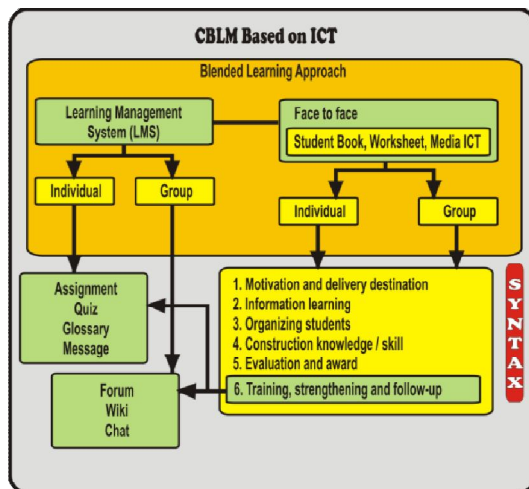 CBLM Based on ICT
Blended Learning Approach
Learning Management
System (LMS)
Face to face
Student Book, Worksheet, Media ICT
Individual
Group
Individual
Group
Assignment
Quiz
Glossary
Message
Forum
Wiki
Chat
1. Motivation and delivery destination
2. Information learning
3. Organizing students
4. Construction knowledge / skill
5. Evaluation and award
6. Training, strengthening and follow-up
SYNTAX